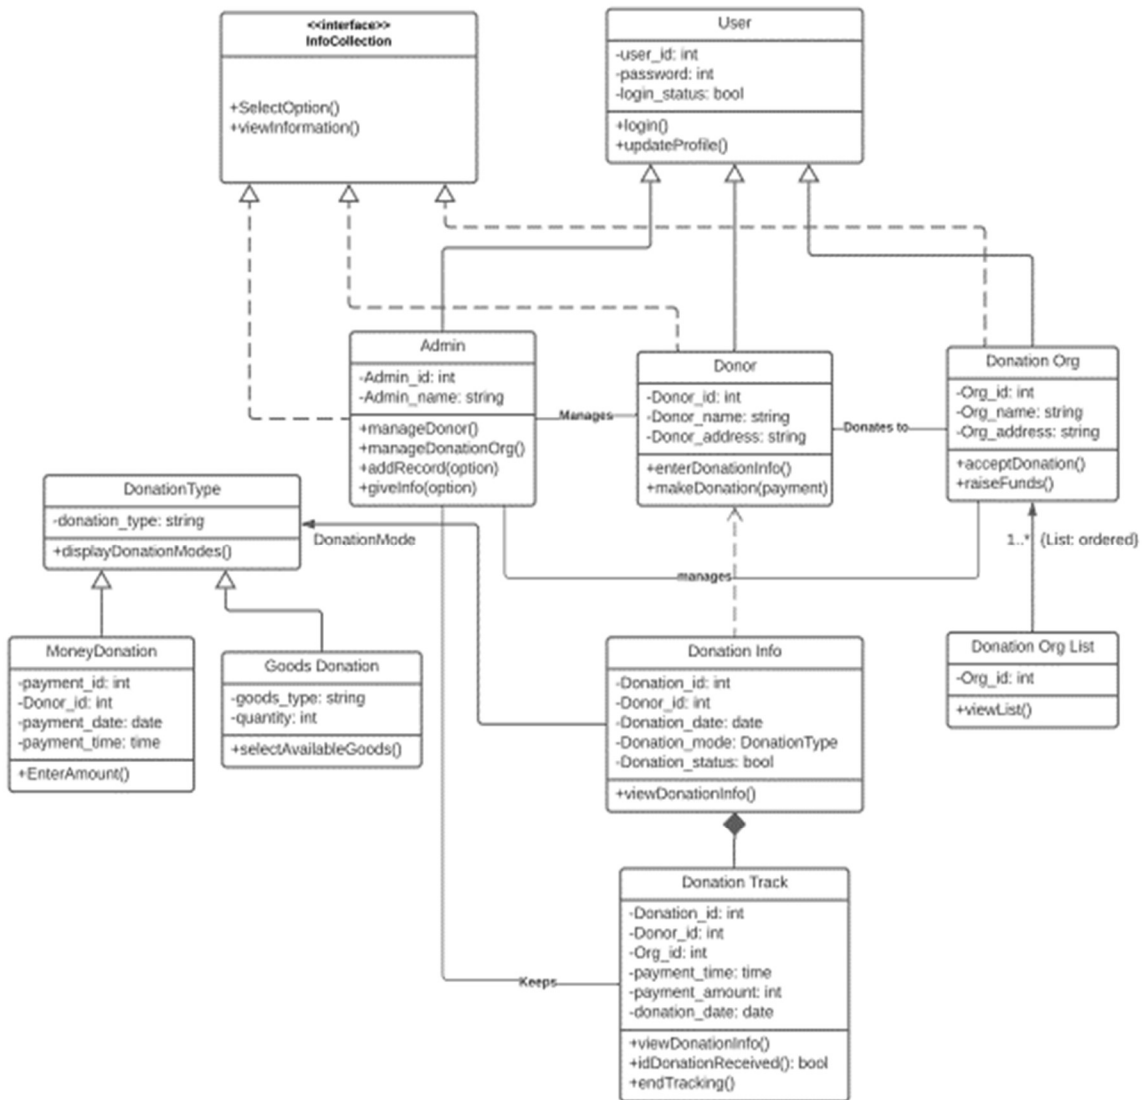 <<interface>>
InfoCollection
+SelectOption()
+viewInformation()
User
-user_id: int
-password: int
-login_status: bool
+login()
+updateProfile()
Admin
-Admin_id: int
-Admin_name: string
+manageDonor()
+manageDonationOrg()
+addRecord(option)
+giveInfo(option)
Manages
Donor
-Donor_id: int
-Donor_name: string
-Donor_address: string
+enterDonationInfo()
+makeDonation(payment)
Donates to
Donation Org
-Org_id: int
-Org_name: string
-Org_address: string
+acceptDonation()
+raiseFunds()
DonationType
-donation_type: string
+displayDonationModes()
DonationMode
manages
1..* {List: ordered}
MoneyDonation
-payment_id: int
-Donor_id: int
-payment_date: date
-payment_time: time
+EnterAmount()
Goods Donation
-goods_type: string
-quantity: int
+selectAvailableGoods()
Donation Info
-Donation_id: int
-Donor_id: int
-Donation_date: date
-Donation_mode: DonationType
-Donation_status: bool
+viewDonationInfo()
Donation Org List
-Org_id: int
+viewList()
Donation Track
-Donation_id: int
-Donor_id: int
-Org_id: int
-payment_time: time
-payment_amount: int
-donation_date: date
+viewDonationInfo()
+idDonationReceived(): bool
+endTracking()
Keeps